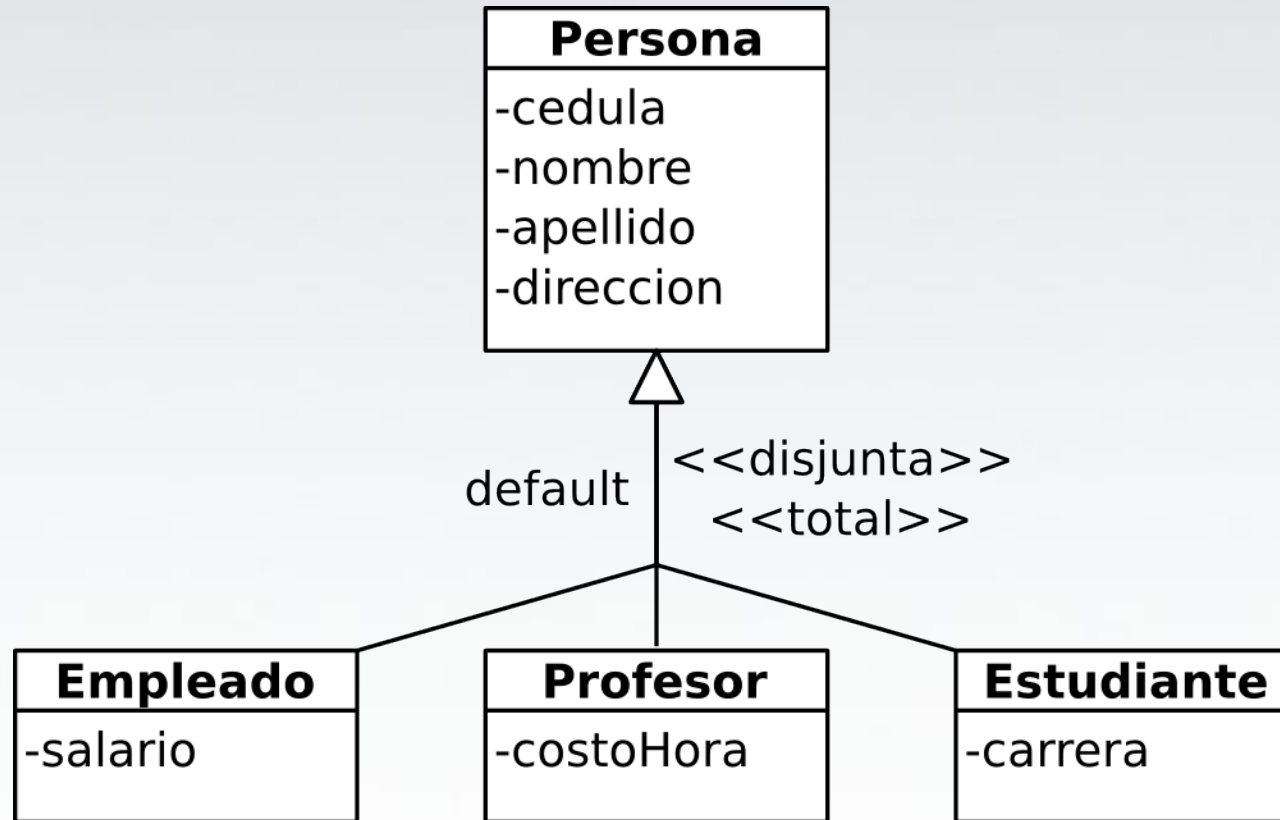 Persona
-cedula
-nombre
-apellido
-direccion
default
<<disjunta>>
<<total>>
Empleado
-salario
Profesor
-costoHora
Estudiante
-carrera